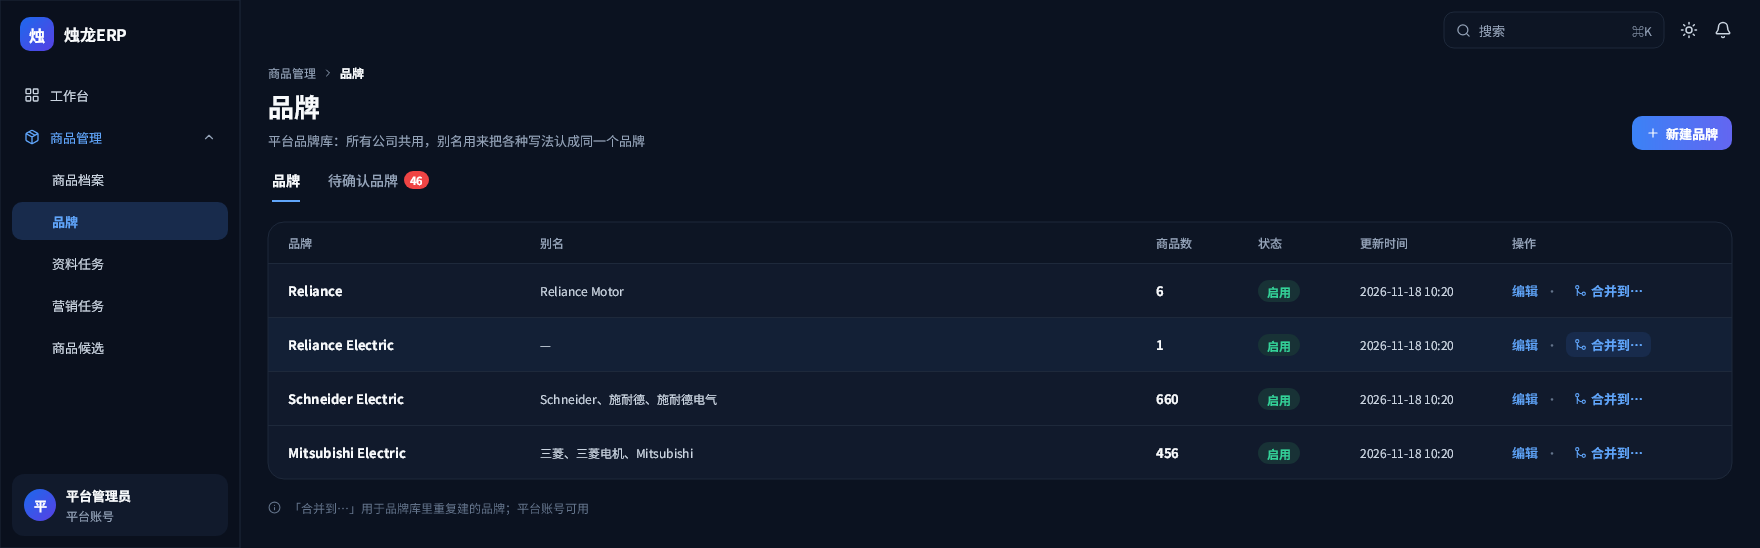 烛 烛龙ERP
搜索 ⌘K
工作台
商品管理
商品档案
品牌
资料任务
营销任务
商品候选
平 平台管理员
平台账号
商品管理 > 品牌
品牌
平台品牌库：所有公司共用，别名用来把各种写法认成同一个品牌
+ 新建品牌
品牌 待确认品牌 46
品牌 别名 商品数 状态 更新时间 操作
Reliance Reliance Motor 6 启用 2026-11-18 10:20 编辑 · 合并到…
Reliance Electric — 1 启用 2026-11-18 10:20 编辑 · 合并到…
Schneider Electric Schneider、施耐德、施耐德电气 660 启用 2026-11-18 10:20 编辑 · 合并到…
Mitsubishi Electric 三菱、三菱电机、Mitsubishi 456 启用 2026-11-18 10:20 编辑 · 合并到…
「合并到…」用于品牌库里重复建的品牌；平台账号可用